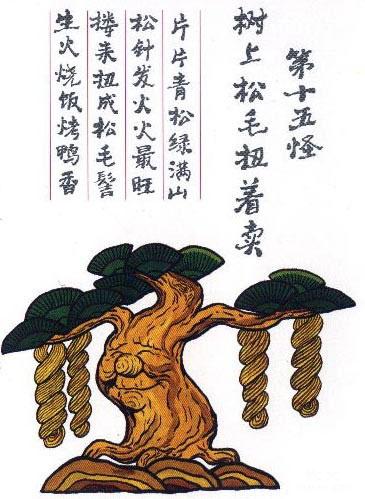 第十五怪
树上松毛扭着卖
片片青松绿满山
松针发火火最旺
搂来扭成松毛髻
生火烧饭烤鸭香